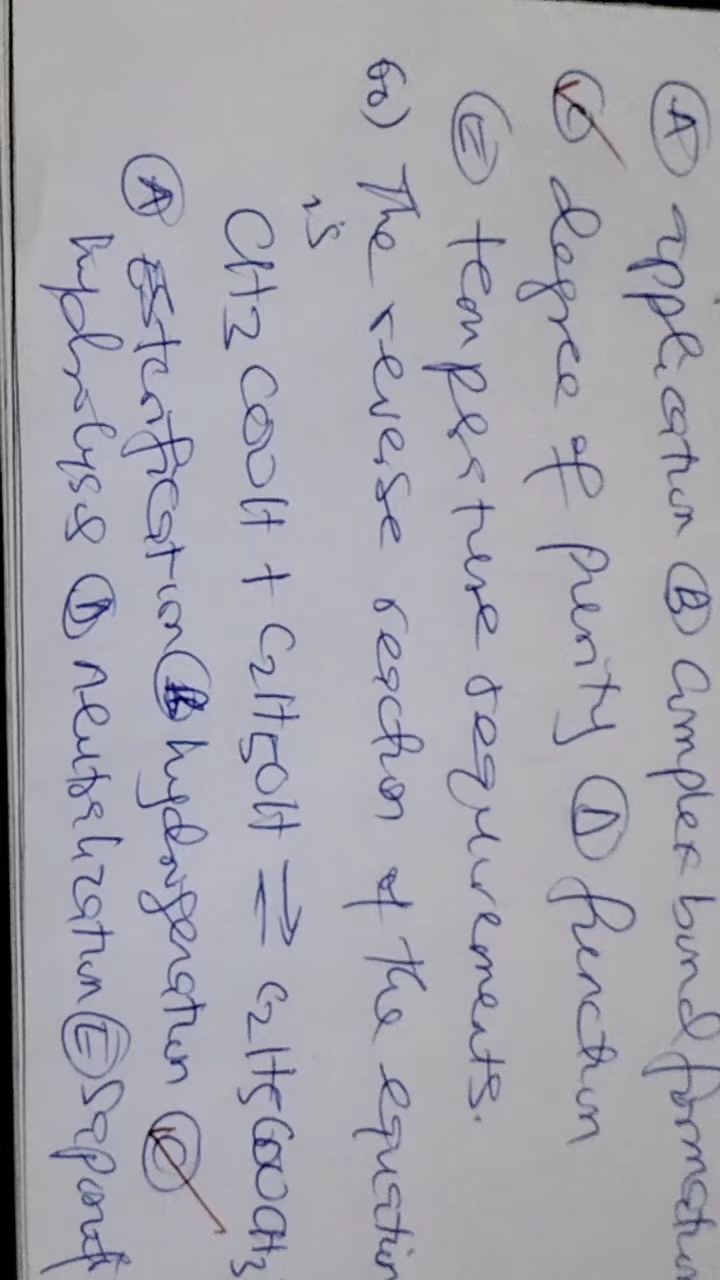 Ⓐ application Ⓑ Complex bond formation
Ⓒ degree of purity Ⓓ function
Ⓔ temperature requirements.
60) The reverse reaction of the equation
is
CH3COOH + C2H5OH ⇌ C2H5COOCH3
Ⓐ Esterification Ⓑ hydrogenation Ⓒ
hydrolysis Ⓓ neutralization Ⓔ